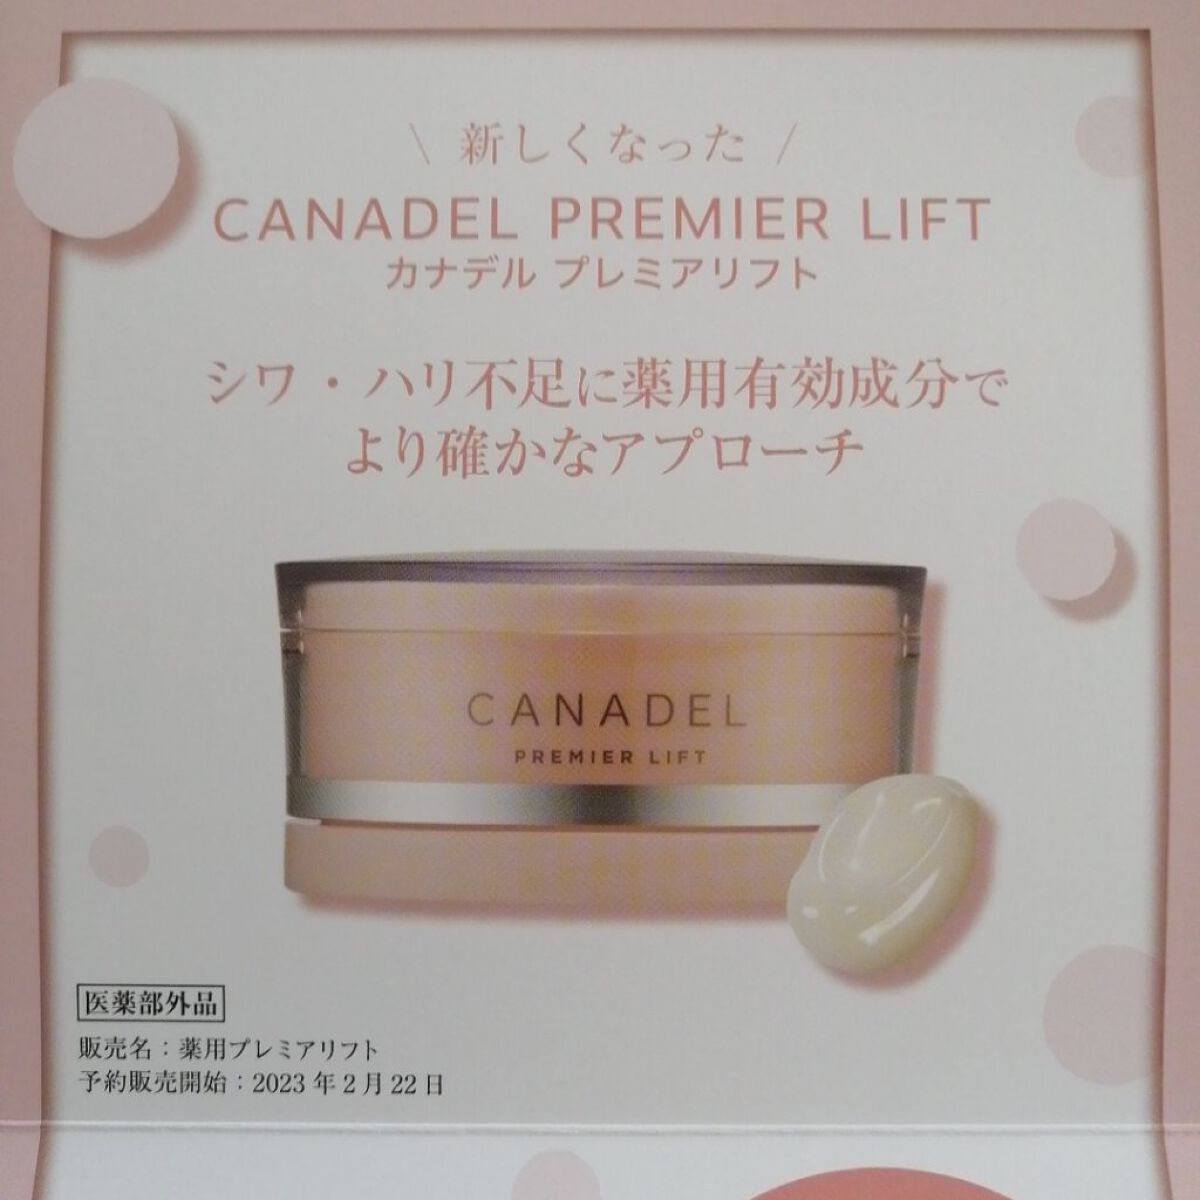 \ 新しくなった /
CANADEL PREMIER LIFT
カナデル プレミアリフト
シワ・ハリ不足に薬用有効成分で
より確かなアプローチ
CANADEL
PREMIER LIFT
医薬部外品
販売名：薬用プレミアリフト
予約販売開始：2023年2月22日